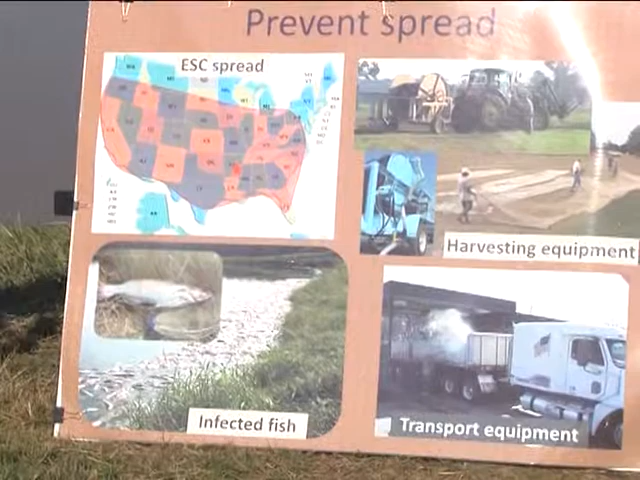 Prevent spread
ESC spread
Harvesting equipment
Infected fish
Transport equipment